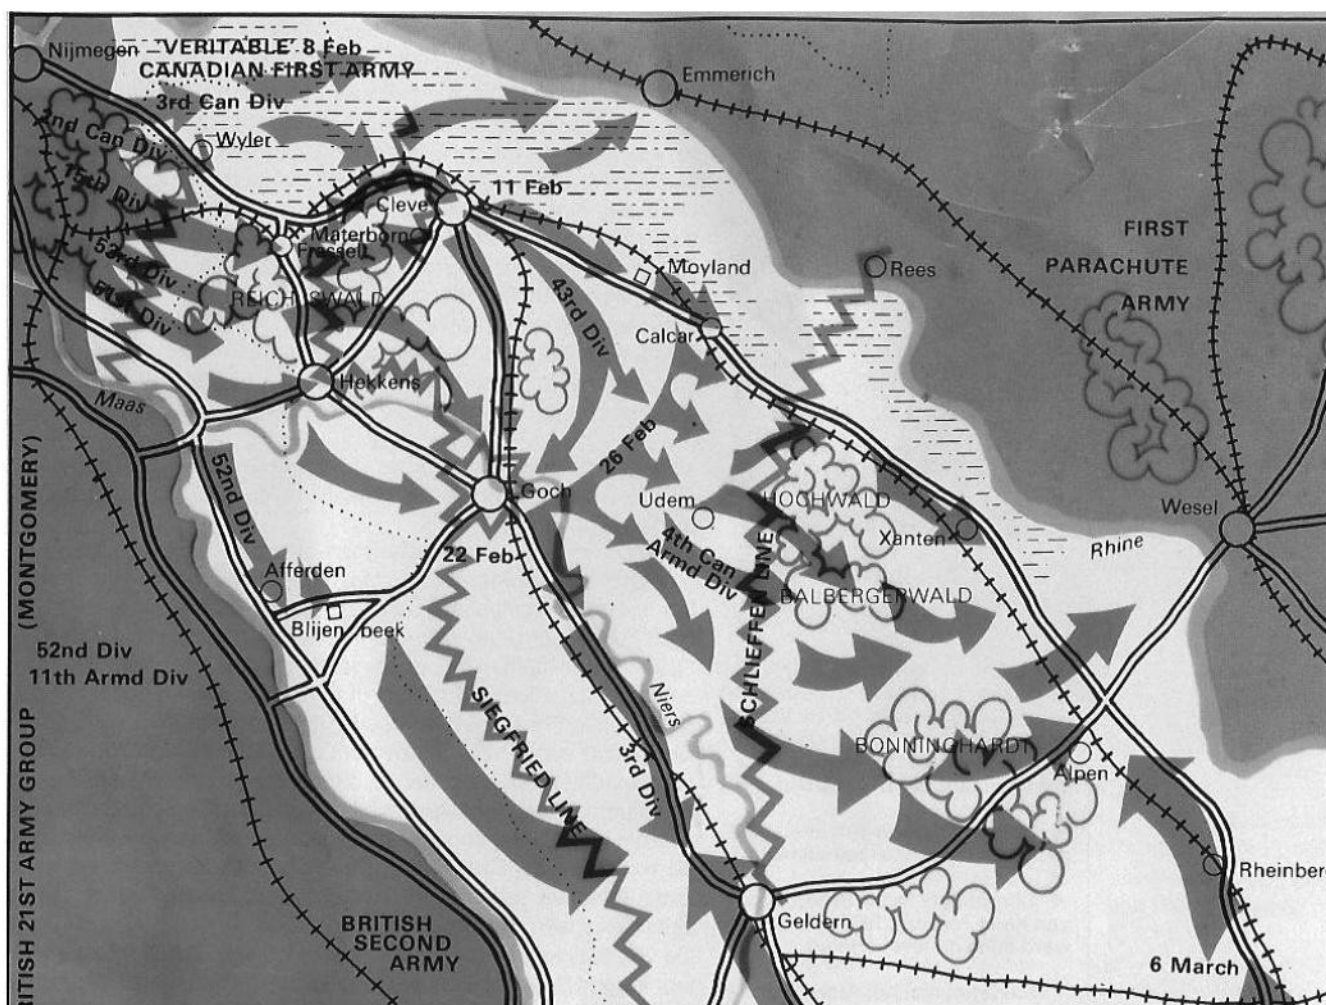 Nijmegen
'VERITABLE' 8 Feb
CANADIAN FIRST ARMY
3rd Can Div
2nd Can Div
Wyler
15th Div
53rd Div
51st Div
Emmerich
11 Feb
Cleve
Materborn
Frasselt
REICHSWALD
43rd Div
Moyland
Rees
FIRST
PARACHUTE
ARMY
Calcar
Hekkens
Maas
26 Feb
52nd Div
Goch
Udem
HOCHWALD
Xanten
Wesel
Rhine
22 Feb
4th Can
Armd Div
SCHLIEFFEN LINE
BALBERGERWALD
Afferden
Blijenbeek
(MONTGOMERY)
52nd Div
11th Armd Div
SIEGFRIED LINE
Niers
3rd Div
BONNINGHARDT
Alpen
RITISH 21ST ARMY GROUP
BRITISH
SECOND
ARMY
Geldern
Rheinber
6 March